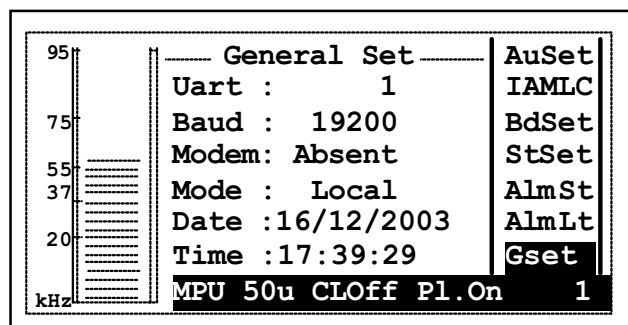 95
75
55
37
20
kHz
General Set
Uart : 1
Baud : 19200
Modem: Absent
Mode : Local
Date :16/12/2003
Time :17:39:29
AuSet
IAMLC
BdSet
StSet
AlmSt
AlmLt
Gset
MPU 50u CLOff Pl.On 1